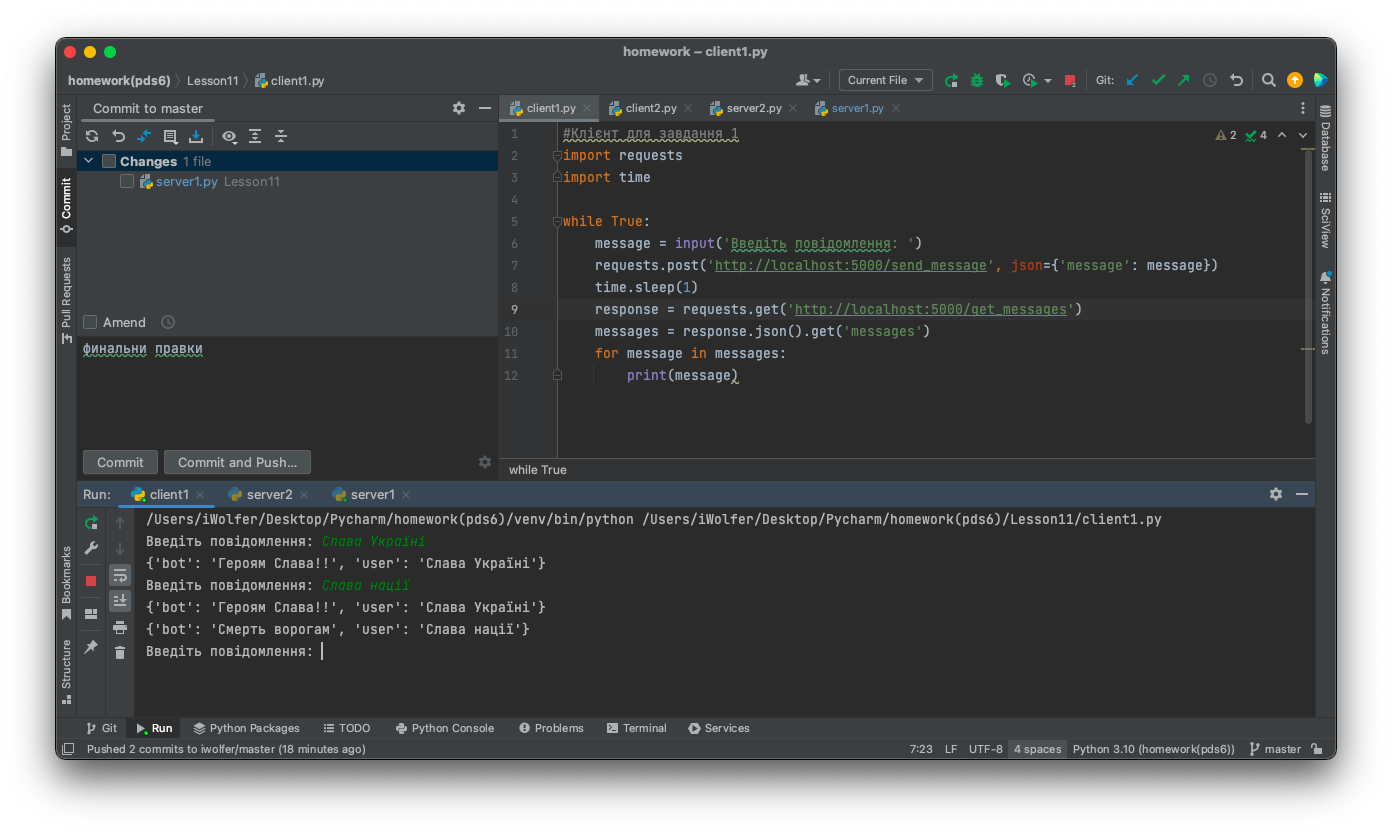 homework – client1.py
homework(pds6) Lesson11 client1.py
Current File
Git:
Project
Commit
Pull Requests
Bookmarks
Structure
Commit to master
Changes 1 file
server1.py Lesson11
Amend
финальни правки
Commit Commit and Push...
client1.py client2.py server2.py server1.py
2 4
1 #Клієнт для завдання 1
2 import requests
3 import time
4
5 while True:
6 message = input('Введіть повідомлення: ')
7 requests.post('http://localhost:5000/send_message', json={'message': message})
8 time.sleep(1)
9 response = requests.get('http://localhost:5000/get_messages')
10 messages = response.json().get('messages')
11 for message in messages:
12 print(message)
while True
Database
SciView
Notifications
Run: client1 server2 server1
/Users/iWolfer/Desktop/Pycharm/homework(pds6)/venv/bin/python /Users/iWolfer/Desktop/Pycharm/homework(pds6)/Lesson11/client1.py
Введіть повідомлення: Слава Україні
{'bot': 'Героям Слава!!', 'user': 'Слава Україні'}
Введіть повідомлення: Слава нації
{'bot': 'Героям Слава!!', 'user': 'Слава Україні'}
{'bot': 'Смерть ворогам', 'user': 'Слава нації'}
Введіть повідомлення:
Git Run Python Packages TODO Python Console Problems Terminal Services
Pushed 2 commits to iwolfer/master (18 minutes ago) 7:23 LF UTF-8 4 spaces Python 3.10 (homework(pds6)) master